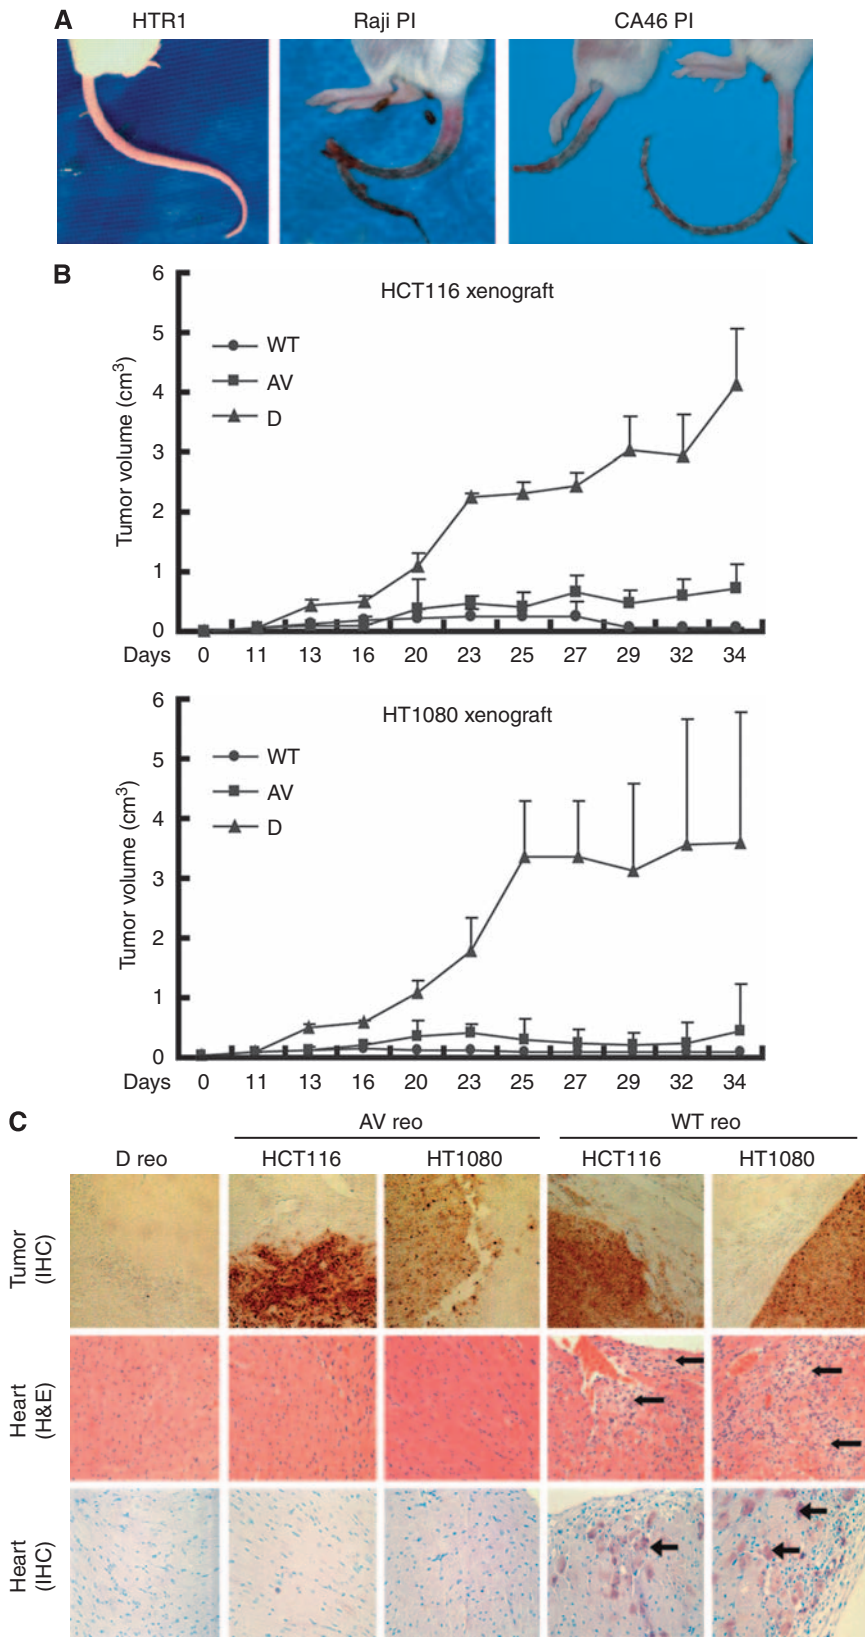 A
HTR1 Raji PI CA46 PI
B
HCT116 xenograft
Tumor volume (cm³)
6
5
4
3
2
1
0
WT
AV
D
Days 0 11 13 16 20 23 25 27 29 32 34
HT1080 xenograft
Tumor volume (cm³)
6
5
4
3
2
1
0
WT
AV
D
Days 0 11 13 16 20 23 25 27 29 32 34
C
AV reo WT reo
D reo HCT116 HT1080 HCT116 HT1080
Tumor
(IHC)
Heart
(H&E)
Heart
(IHC)